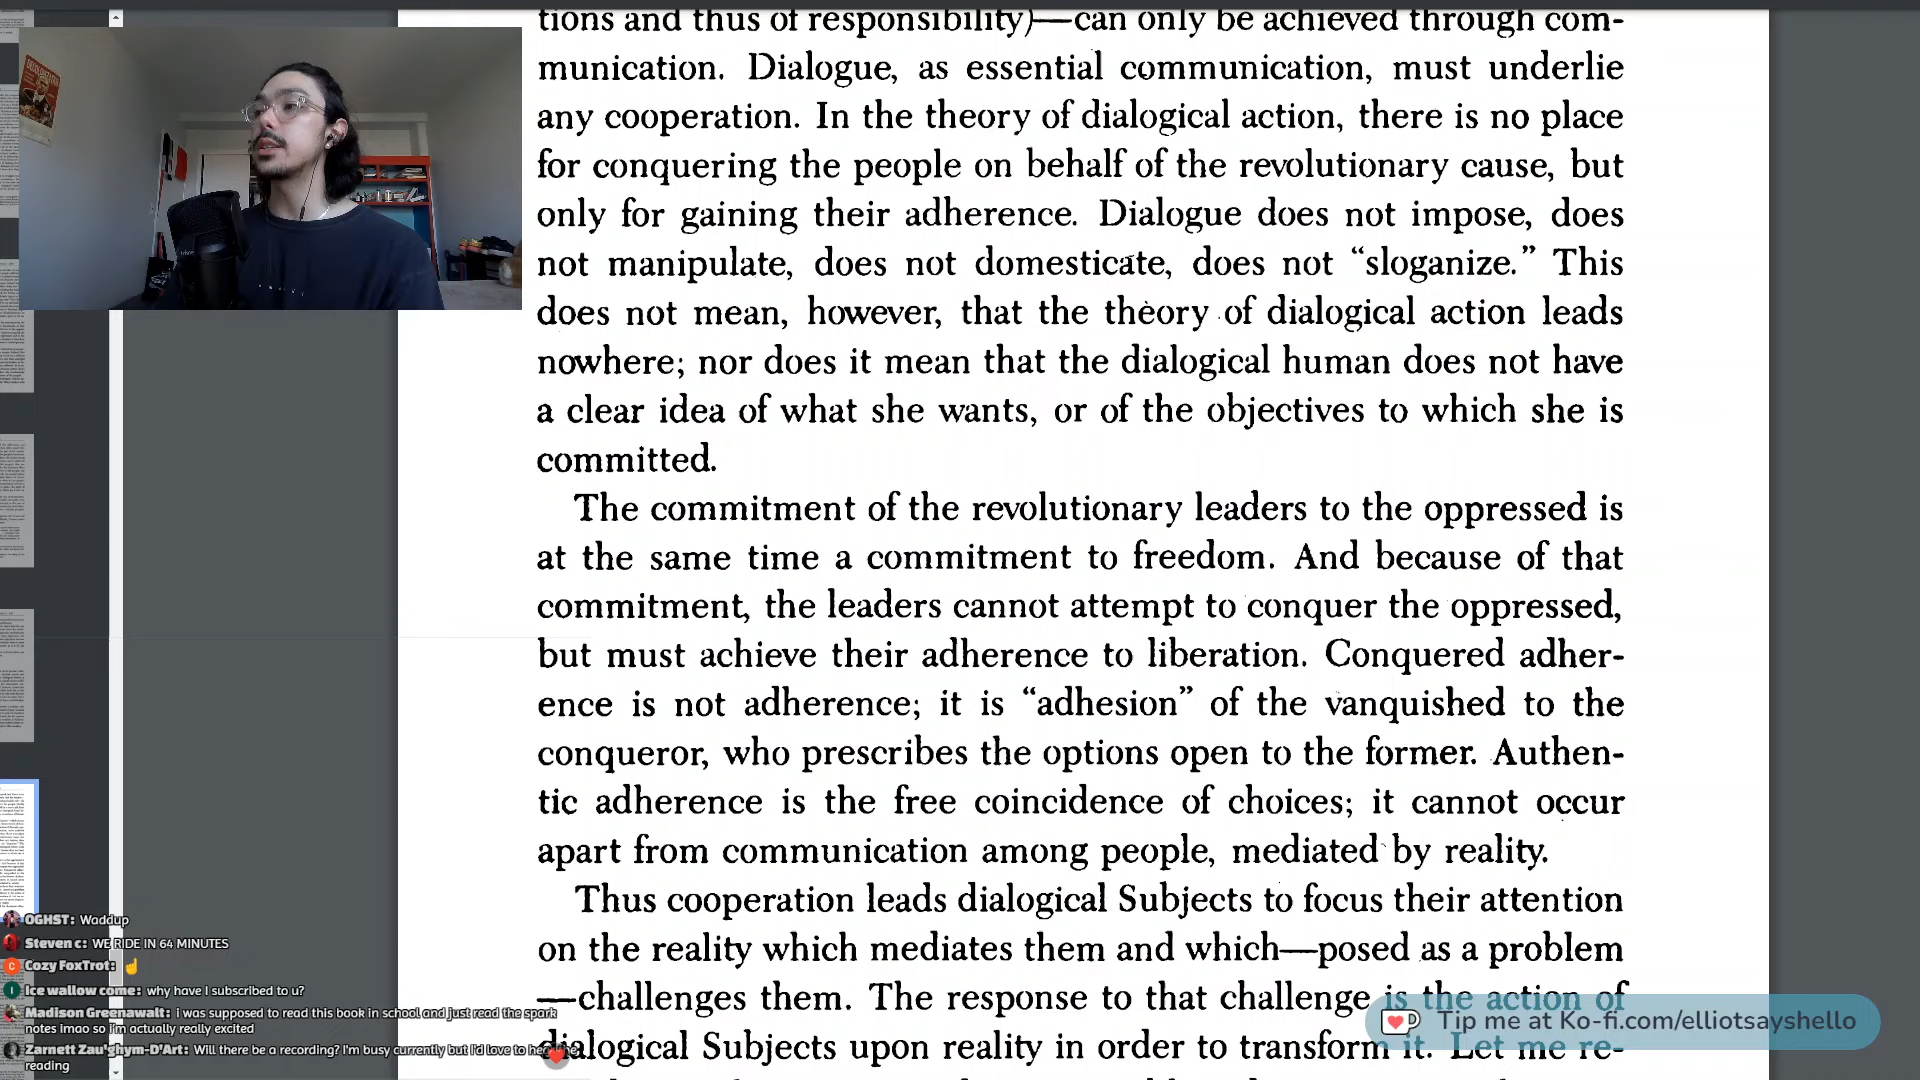 tions and thus of responsibility)—can only be achieved through com-
munication. Dialogue, as essential communication, must underlie
any cooperation. In the theory of dialogical action, there is no place
for conquering the people on behalf of the revolutionary cause, but
only for gaining their adherence. Dialogue does not impose, does
not manipulate, does not domesticate, does not “sloganize.” This
does not mean, however, that the theory of dialogical action leads
nowhere; nor does it mean that the dialogical human does not have
a clear idea of what she wants, or of the objectives to which she is
committed.
The commitment of the revolutionary leaders to the oppressed is
at the same time a commitment to freedom. And because of that
commitment, the leaders cannot attempt to conquer the oppressed,
but must achieve their adherence to liberation. Conquered adher-
ence is not adherence; it is “adhesion” of the vanquished to the
conqueror, who prescribes the options open to the former. Authen-
tic adherence is the free coincidence of choices; it cannot occur
apart from communication among people, mediated by reality.
Thus cooperation leads dialogical Subjects to focus their attention
on the reality which mediates them and which—posed as a problem
—challenges them. The response to that challenge is the action of
dialogical Subjects upon reality in order to transform it. Let me re-
OGHST: Waddup
Steven c: WE RIDE IN 64 MINUTES
Cozy FoxTrot: ☝
Ice wallow come: why have I subscribed to u?
Madison Greenawalt: i was supposed to read this book in school and just read the spark
notes lmao so i'm actually really excited
Zarnett Zau'ghym-D'Art: Will there be a recording? I'm busy currently but I'd love to hear
reading
Tip me at Ko-fi.com/elliotsayshello